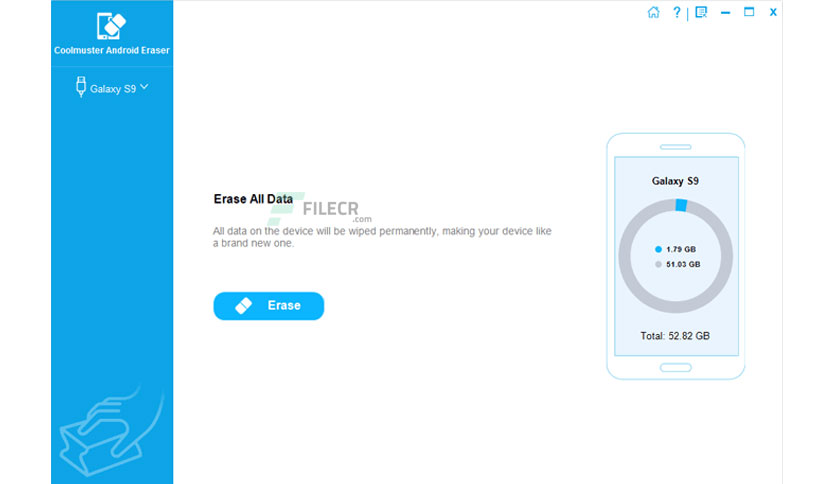 Coolmuster Android Eraser
Galaxy S9
?
Erase All Data
FILECR
.com
All data on the device will be wiped permanently, making your device like
a brand new one.
Erase
Galaxy S9
1.79 GB
51.03 GB
Total: 52.82 GB